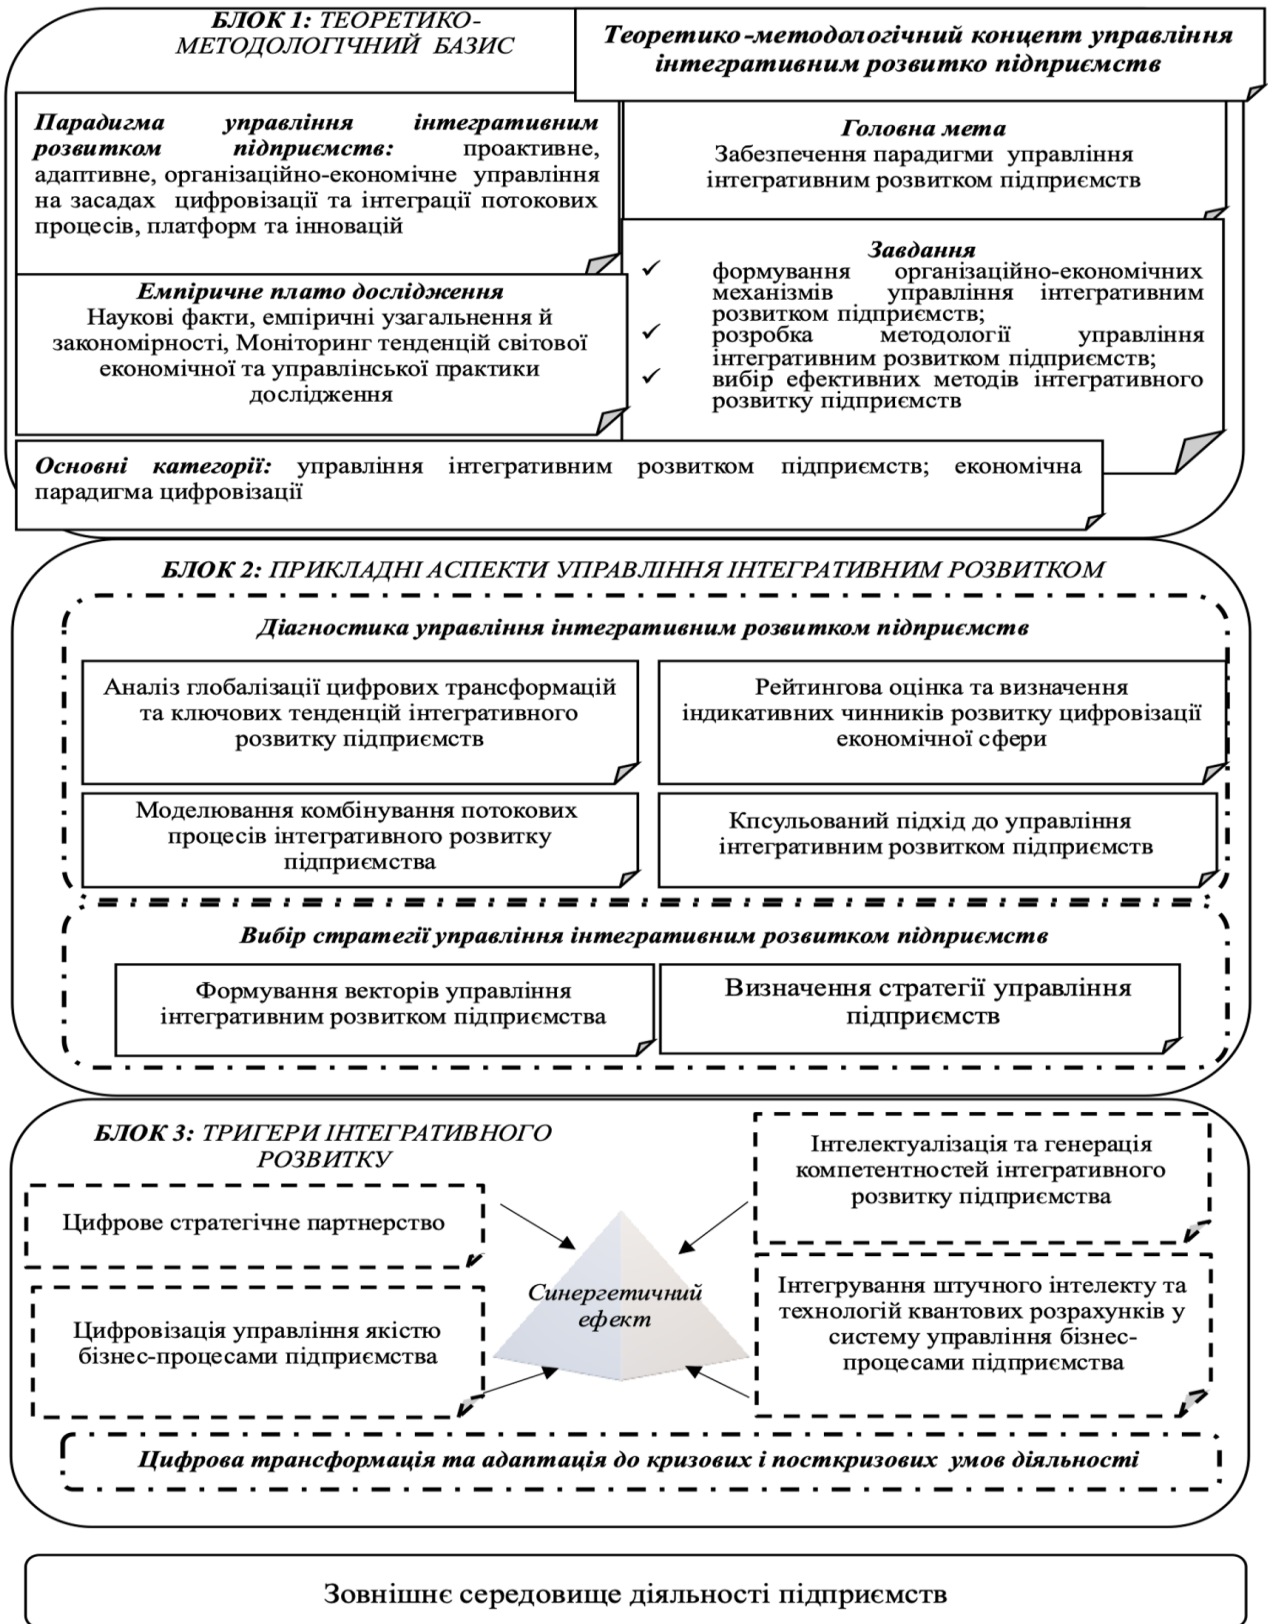 БЛОК 1: ТЕОРЕТИКО-
МЕТОДОЛОГІЧНИЙ БАЗИС
Теоретико-методологічний концепт управління
інтегративним розвитко підприємств
Парадигма управління інтегративним
розвитком підприємств: проактивне,
адаптивне, організаційно-економічне управління
на засадах цифровізації та інтеграції потокових
процесів, платформ та інновацій
Головна мета
Забезпечення парадигми управління
інтегративним розвитком підприємств
Емпіричне плато дослідження
Наукові факти, емпіричні узагальнення й
закономірності, Моніторинг тенденцій світової
економічної та управлінської практики
дослідження
Завдання
✓ формування організаційно-економічних
механізмів управління інтегративним
розвитком підприємств;
✓ розробка методології управління
інтегративним розвитком підприємств;
✓ вибір ефективних методів інтегративного
розвитку підприємств
Основні категорії: управління інтегративним розвитком підприємств; економічна
парадигма цифровізації
БЛОК 2: ПРИКЛАДНІ АСПЕКТИ УПРАВЛІННЯ ІНТЕГРАТИВНИМ РОЗВИТКОМ
Діагностика управління інтегративним розвитком підприємств
Аналіз глобалізації цифрових трансформацій
та ключових тенденцій інтегративного
розвитку підприємств
Рейтингова оцінка та визначення
індикативних чинників розвитку цифровізації
економічної сфери
Моделювання комбінування потокових
процесів інтегративного розвитку
підприємства
Кпсульований підхід до управління
інтегративним розвитком підприємств
Вибір стратегії управління інтегративним розвитком підприємств
Формування векторів управління
інтегративним розвитком підприємства
Визначення стратегії управління
підприємств
БЛОК 3: ТРИГЕРИ ІНТЕГРАТИВНОГО
РОЗВИТКУ
Цифрове стратегічне партнерство
Інтелектуалізація та генерація
компетентностей інтегративного
розвитку підприємства
Синергетичний
ефект
Цифровізація управління якістю
бізнес-процесами підприємства
Інтегрування штучного інтелекту та
технологій квантових розрахунків у
систему управління бізнес-
процесами підприємства
Цифрова трансформація та адаптація до кризових і посткризових умов діяльності
Зовнішнє середовище діяльності підприємств